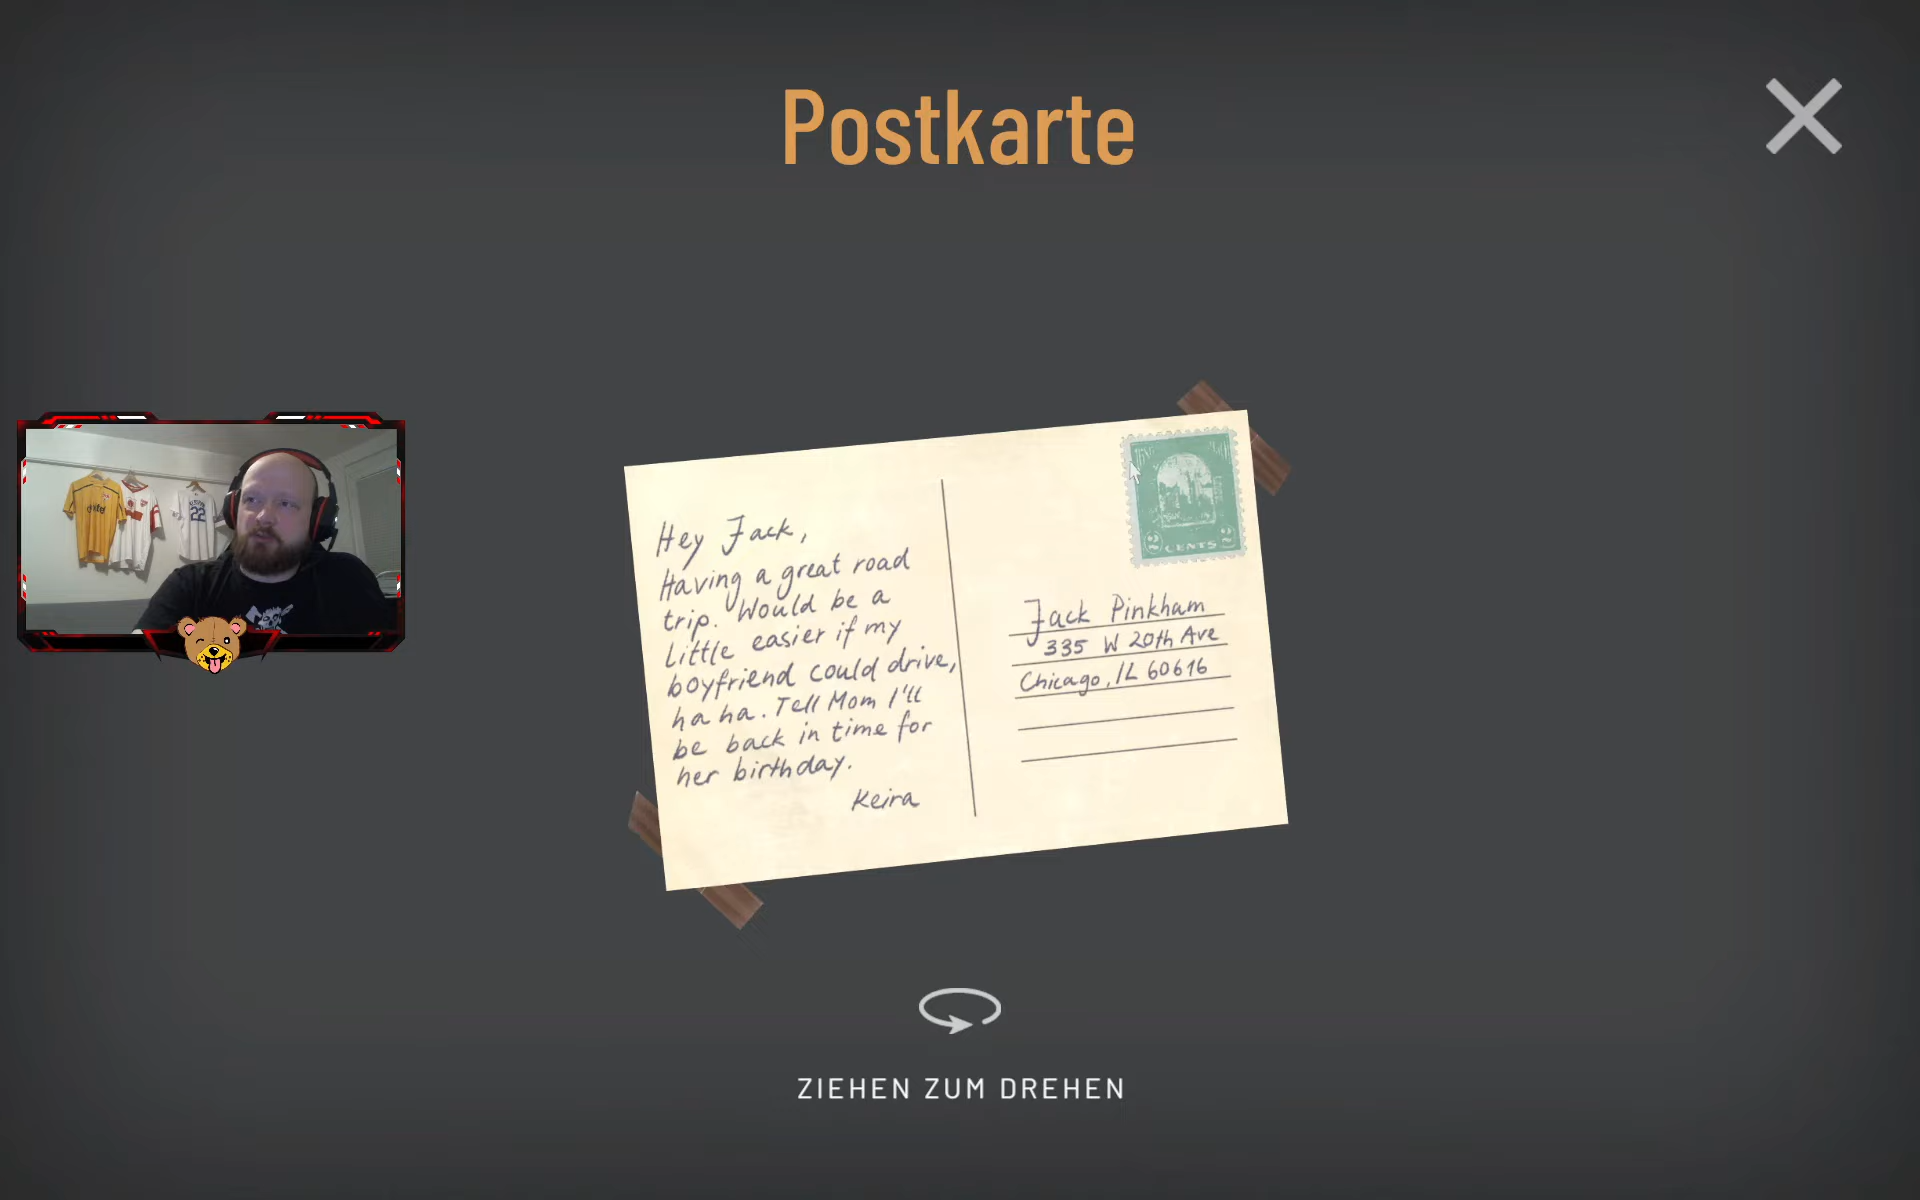 Postkarte
Hey Jack,
Having a great road
trip. Would be a
little easier if my
boyfriend could drive,
ha ha. Tell Mom I'll
be back in time for
her birthday.
Keira
2 CENTS 2
Jack Pinkham
335 W 20th Ave
Chicago, IL 60616
ZIEHEN ZUM DREHEN